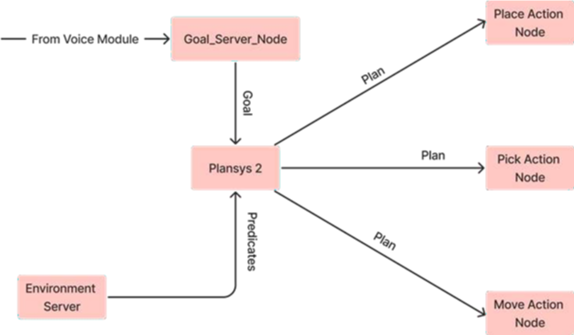 Place Action
Node
From Voice Module
Goal_Server_Node
Plan
Goal
Plansys 2
Plan
Pick Action
Node
Predicates
Plan
Environment
Server
Move Action
Node